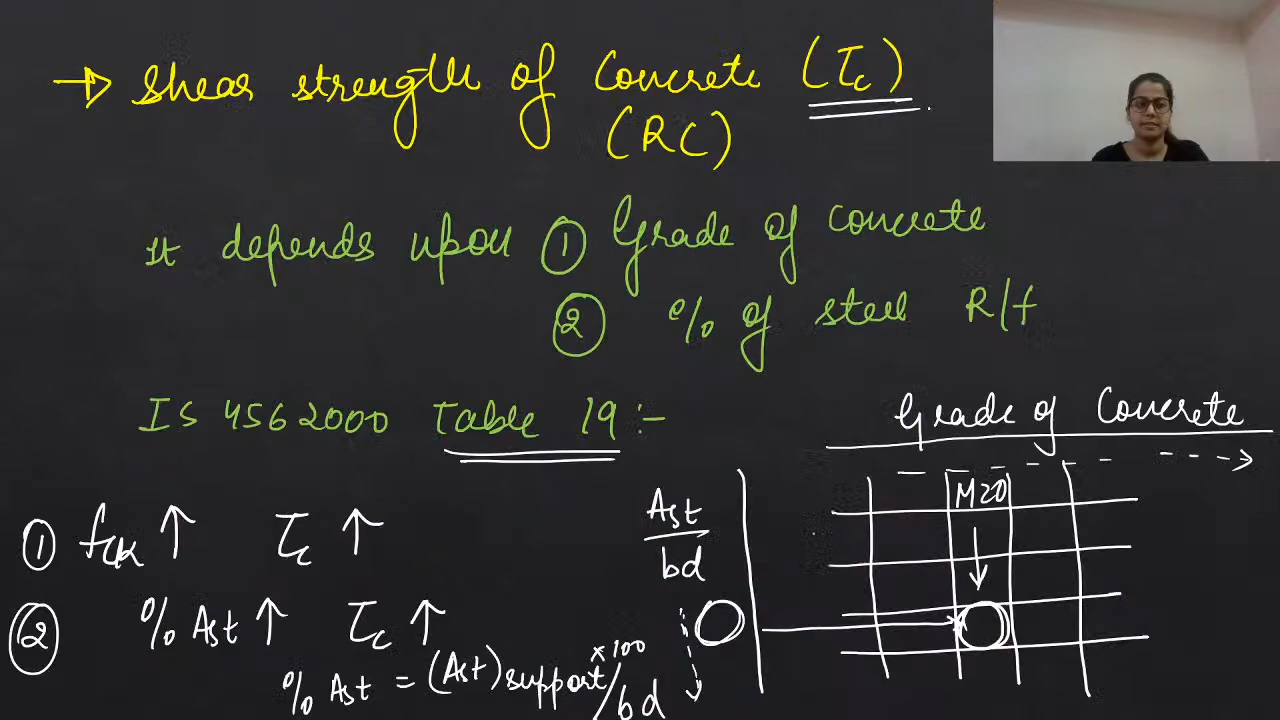 → Shear strength of Concrete (τc)
(RC)
It depends upon ① Grade of concrete
② % of steel R/f
IS 456 2000 Table 19 :-
Grade of Concrete
M20
Ast
bd
① fck ↑ τc ↑
② % Ast ↑ τc ↑
% Ast = (Ast) support × 100 / bd